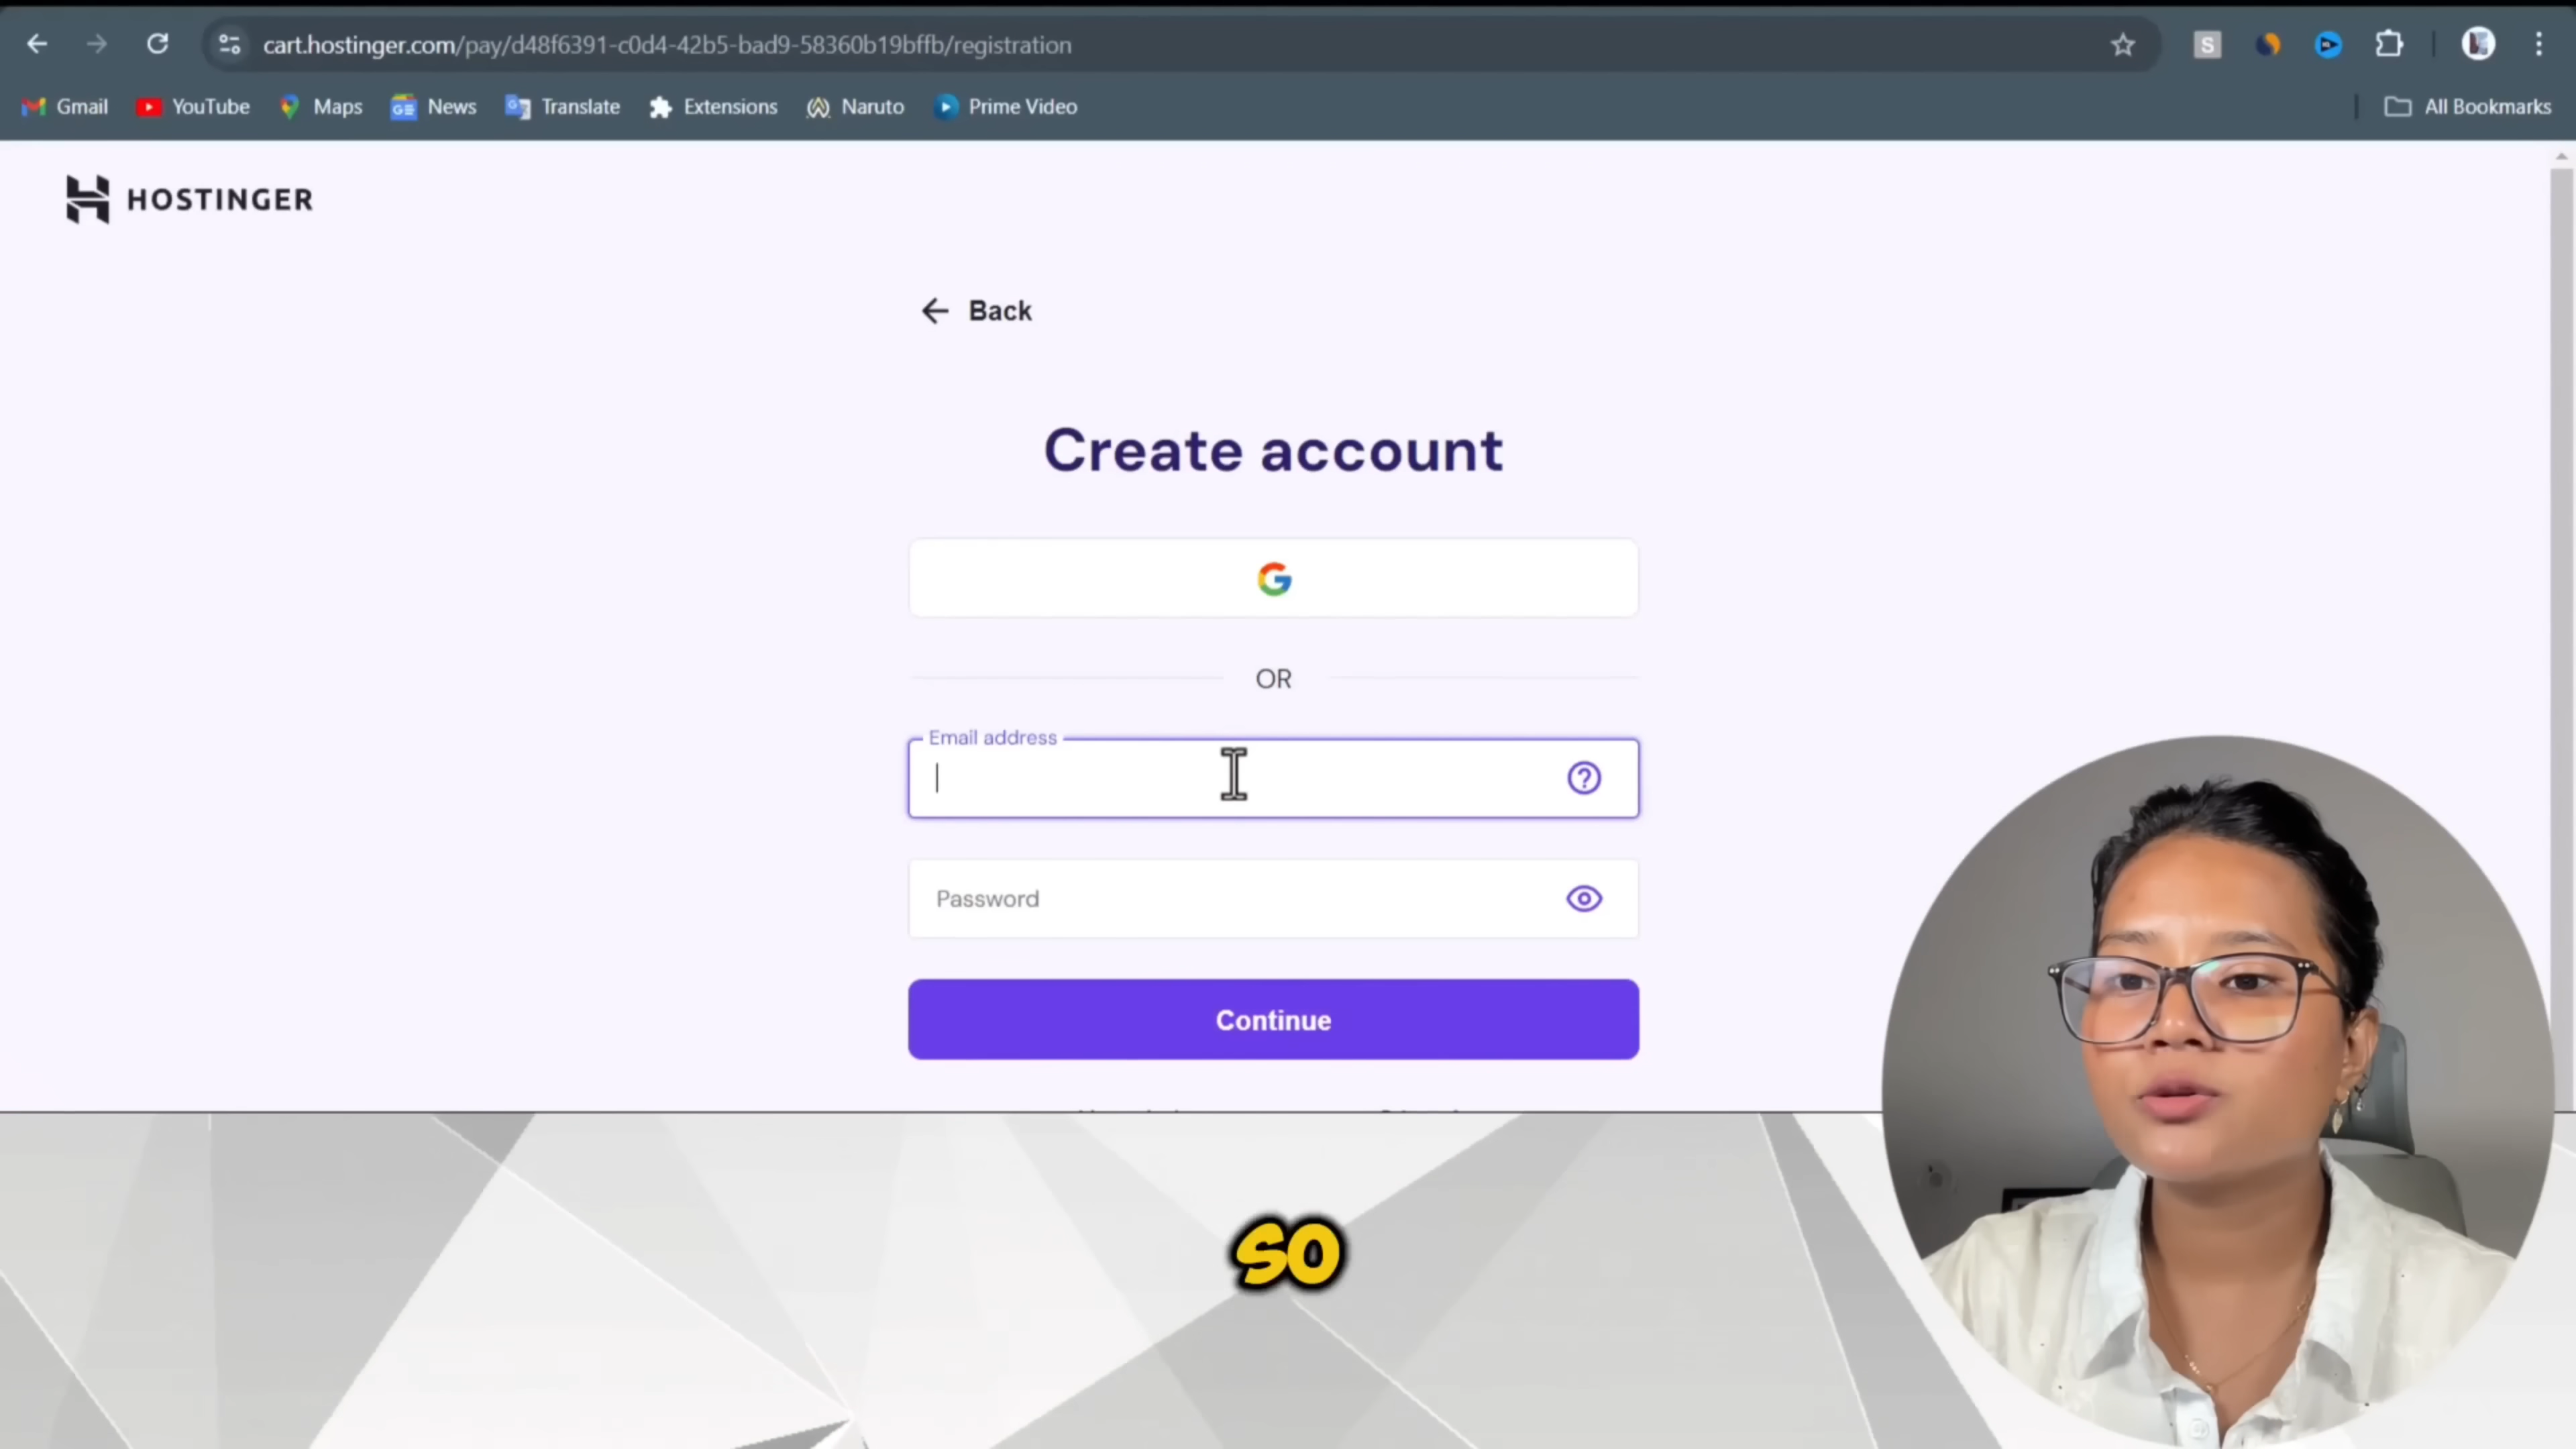 cart.hostinger.com/pay/d48f6391-c0d4-42b5-bad9-58360b19bffb/registration
S
Gmail YouTube Maps News Translate Extensions Naruto Prime Video All Bookmarks
HOSTINGER
Back
Create account
G
OR
Email address
Password
Continue
SO